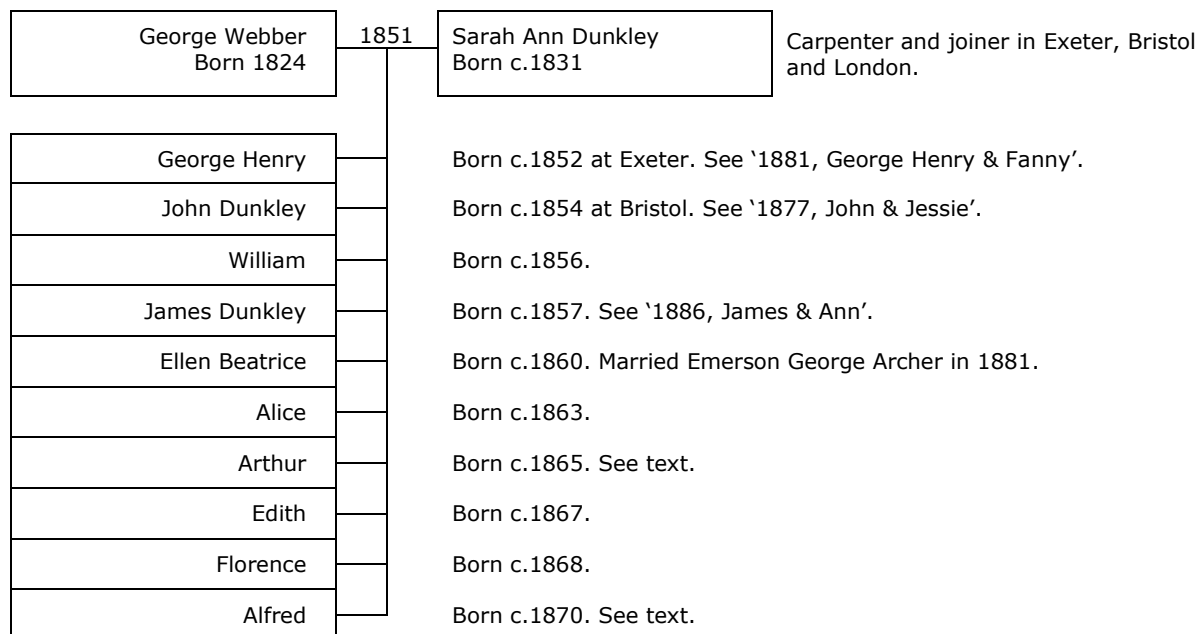 George Webber
Born 1824
1851
Sarah Ann Dunkley
Born c.1831
Carpenter and joiner in Exeter, Bristol
and London.
George Henry
Born c.1852 at Exeter. See ‘1881, George Henry & Fanny’.
John Dunkley
Born c.1854 at Bristol. See ‘1877, John & Jessie’.
William
Born c.1856.
James Dunkley
Born c.1857. See ‘1886, James & Ann’.
Ellen Beatrice
Born c.1860. Married Emerson George Archer in 1881.
Alice
Born c.1863.
Arthur
Born c.1865. See text.
Edith
Born c.1867.
Florence
Born c.1868.
Alfred
Born c.1870. See text.